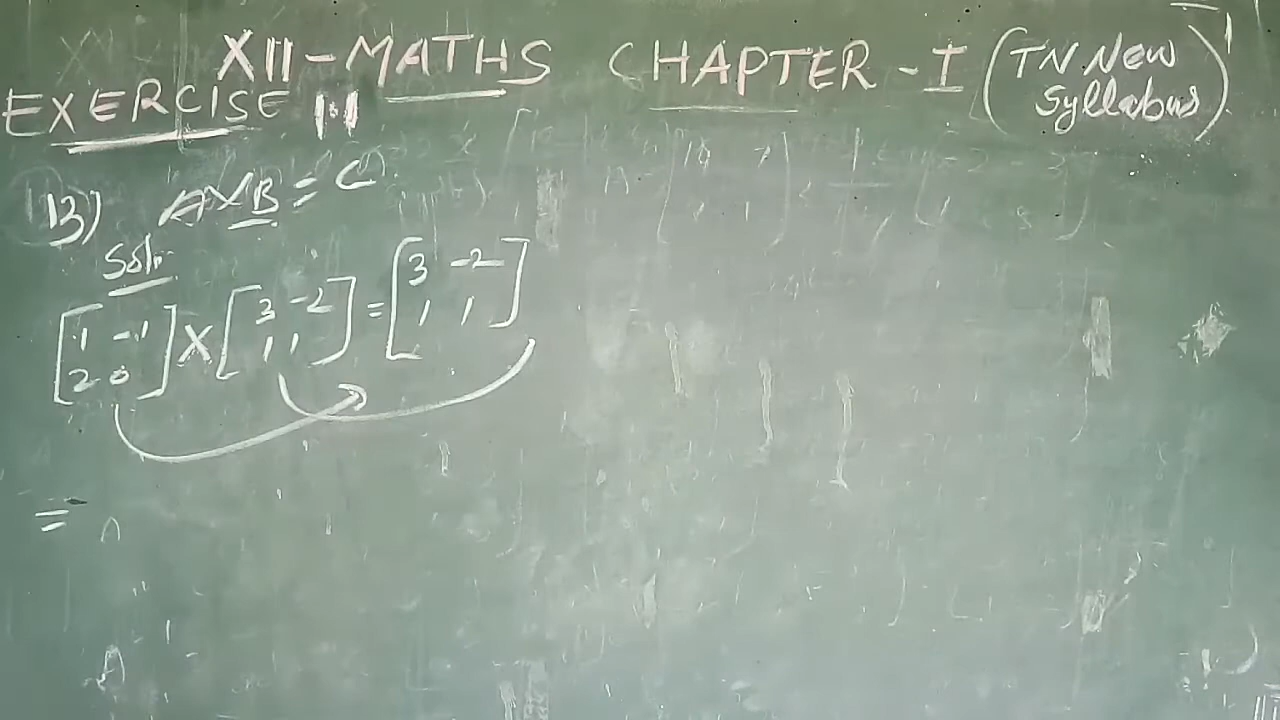 XII - MATHS CHAPTER - I (TN New Syllabus)
EXERCISE 1.1
13) AXB = C
Soln
[1 -1 X [3 -2 = [3 -2
2 0] 1 1] 1 1]
=